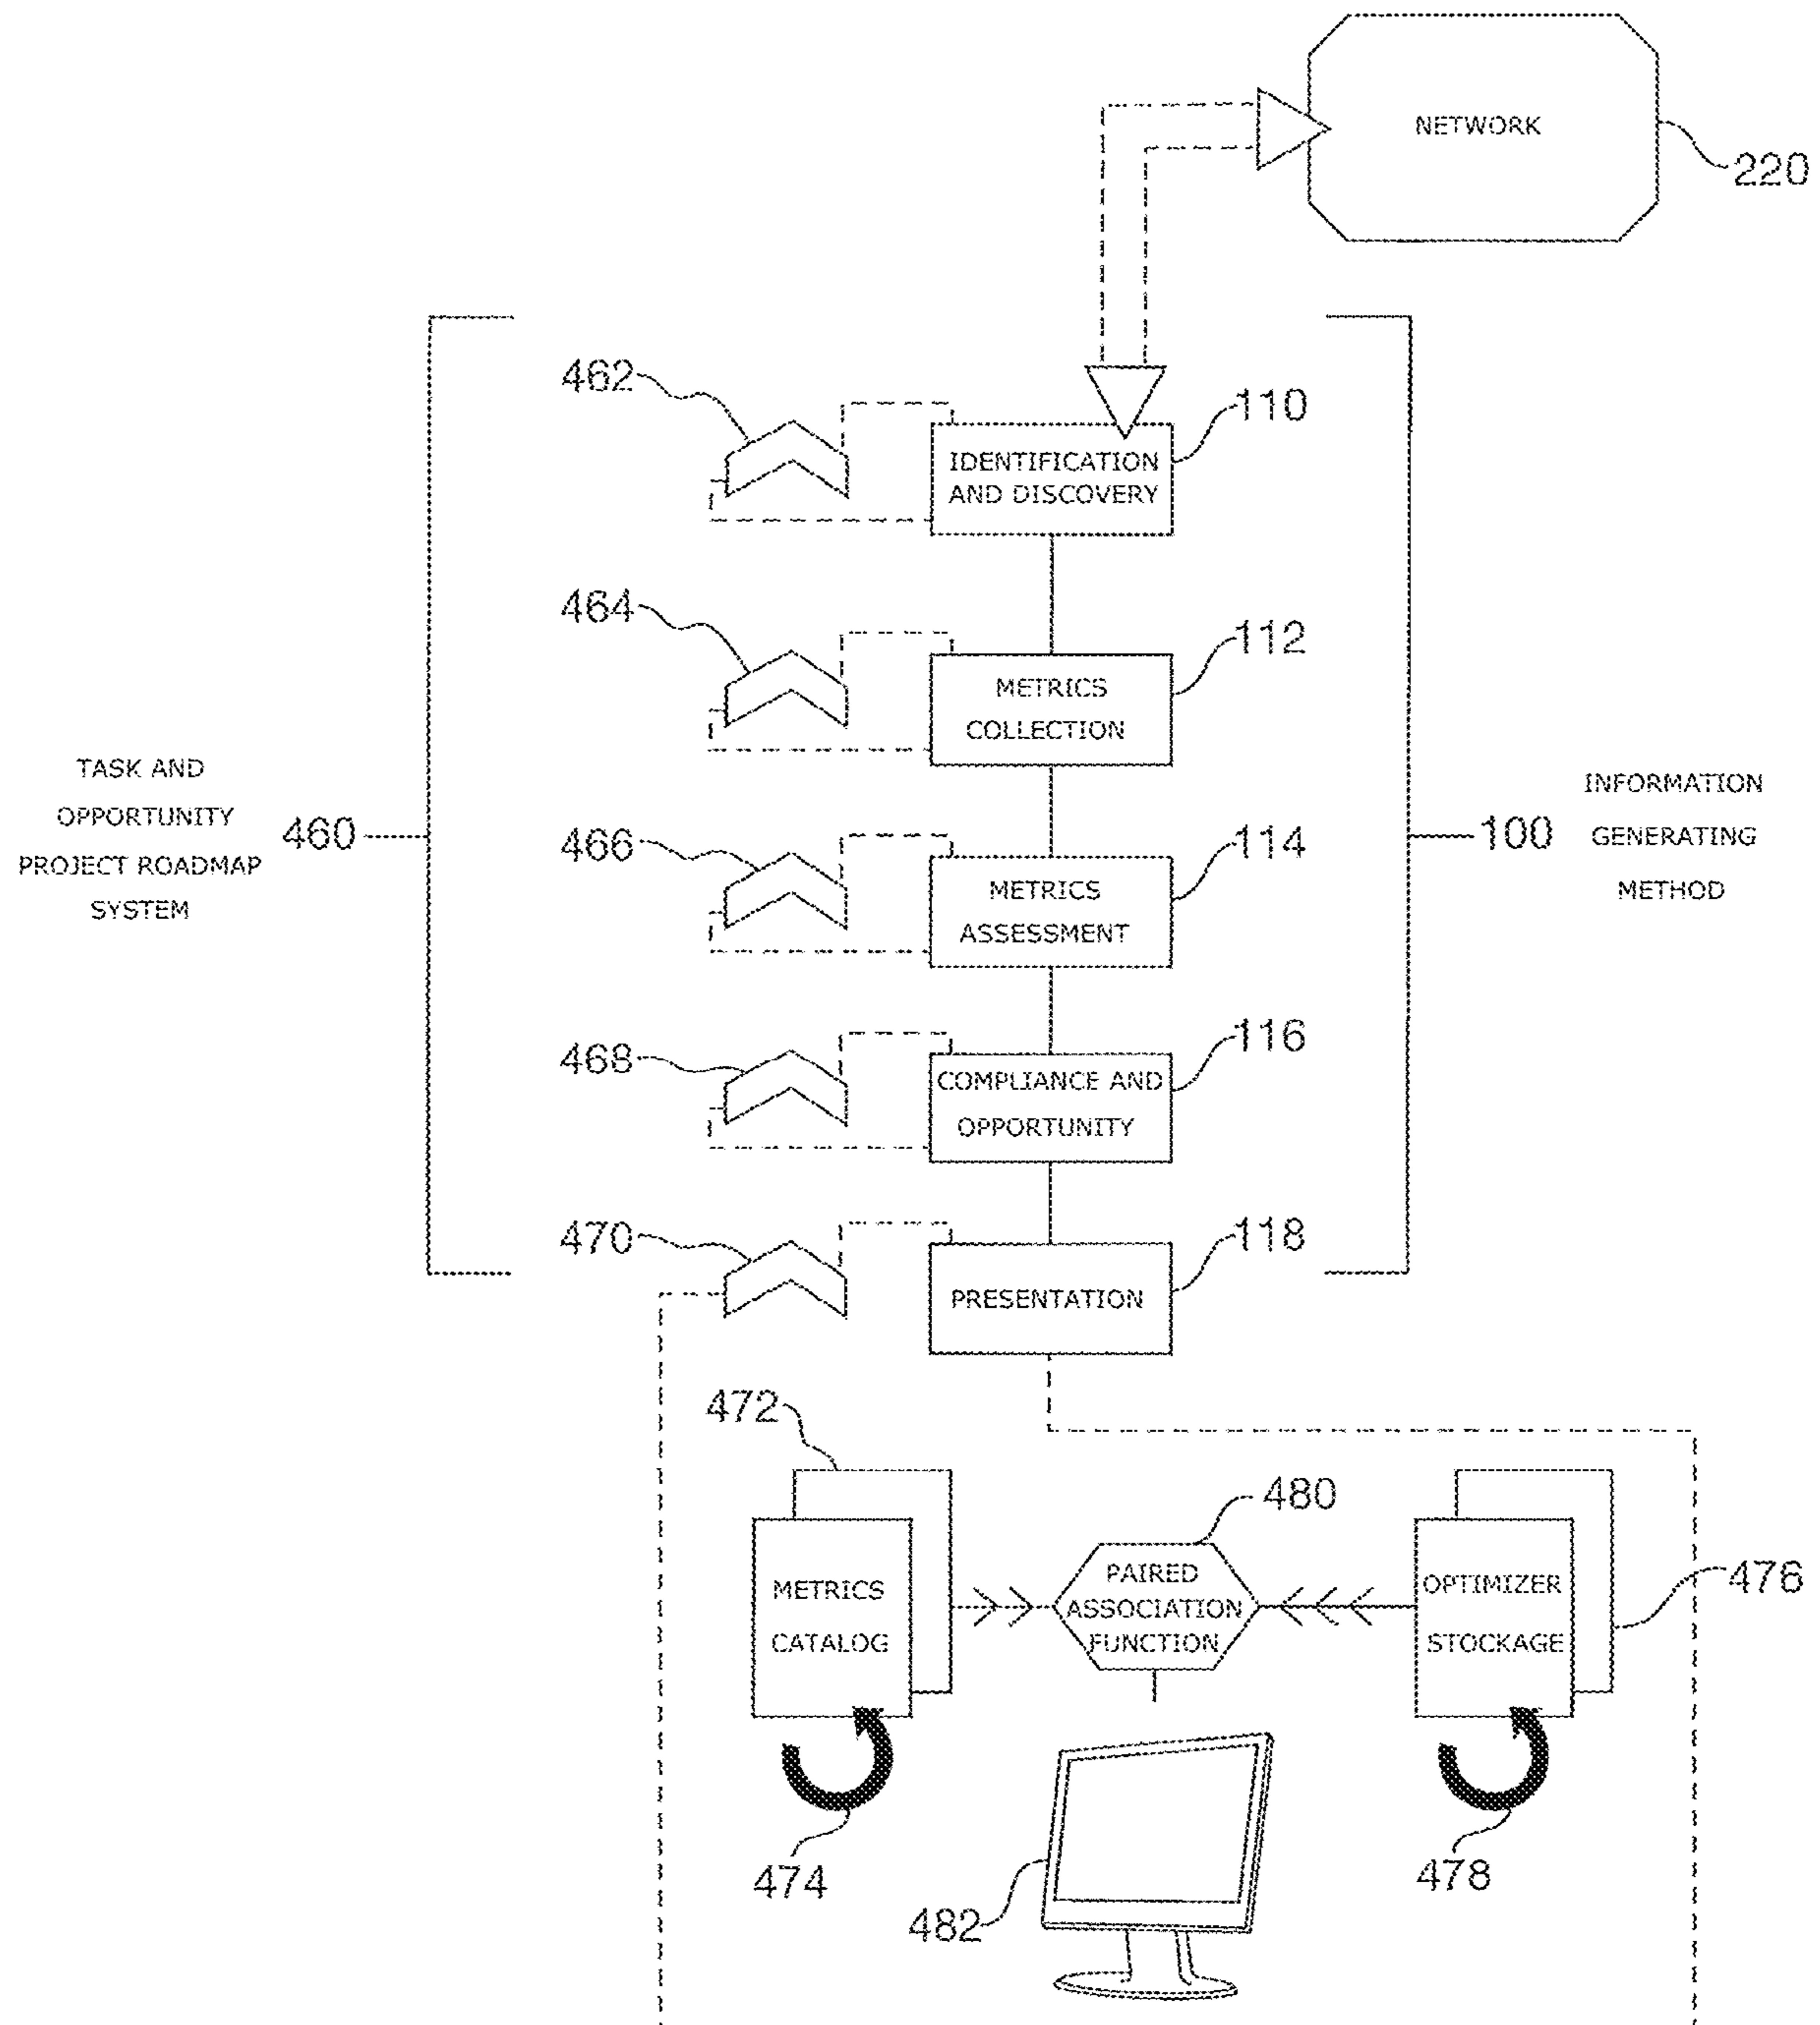 NETWORK
220
462
110
IDENTIFICATION
AND DISCOVERY
464
112
METRICS
COLLECTION
TASK AND
OPPORTUNITY
PROJECT ROADMAP
SYSTEM
460
466
114
METRICS
ASSESSMENT
100
INFORMATION
GENERATING
METHOD
468
116
COMPLIANCE AND
OPPORTUNITY
470
118
PRESENTATION
472
METRICS
CATALOG
480
PAIRED
ASSOCIATION
FUNCTION
OPTIMIZER
STOCKAGE
476
474
478
482